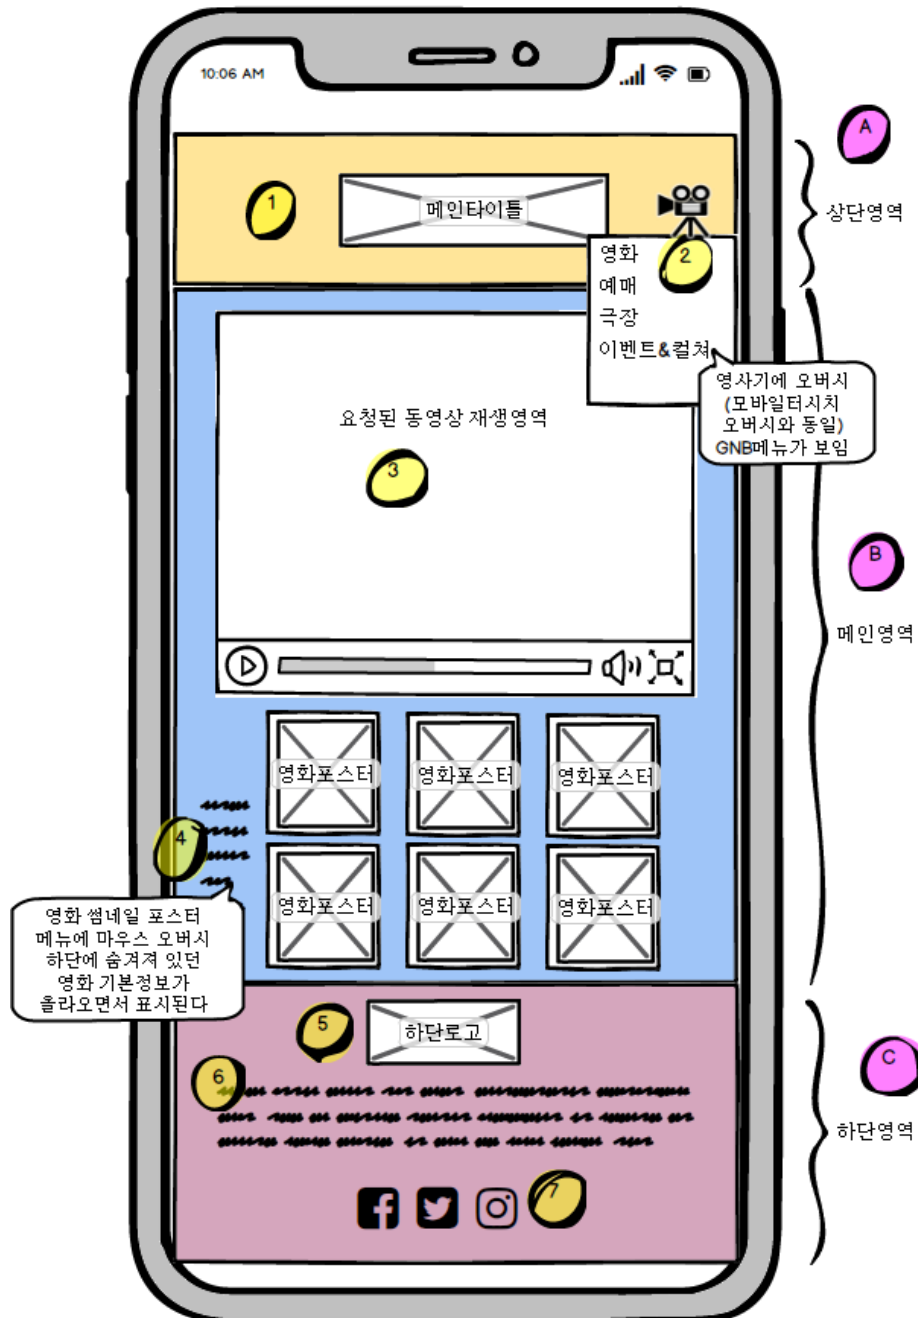 10:06 AM
A
상단영역
1
메인타이틀
2
영화
예매
극장
이벤트&컬쳐
영사기에 오버시
(모바일터시치
오버시와 동일)
GNB메뉴가 보임
요청된 동영상 재생영역
3
B
메인영역
영화포스터
영화포스터
영화포스터
4
영화포스터
영화포스터
영화포스터
영화 썸네일 포스터
메뉴에 마우스 오버시
하단에 숨겨져 있던
영화 기본정보가
올라오면서 표시된다
5
하단로고
6
C
하단영역
7